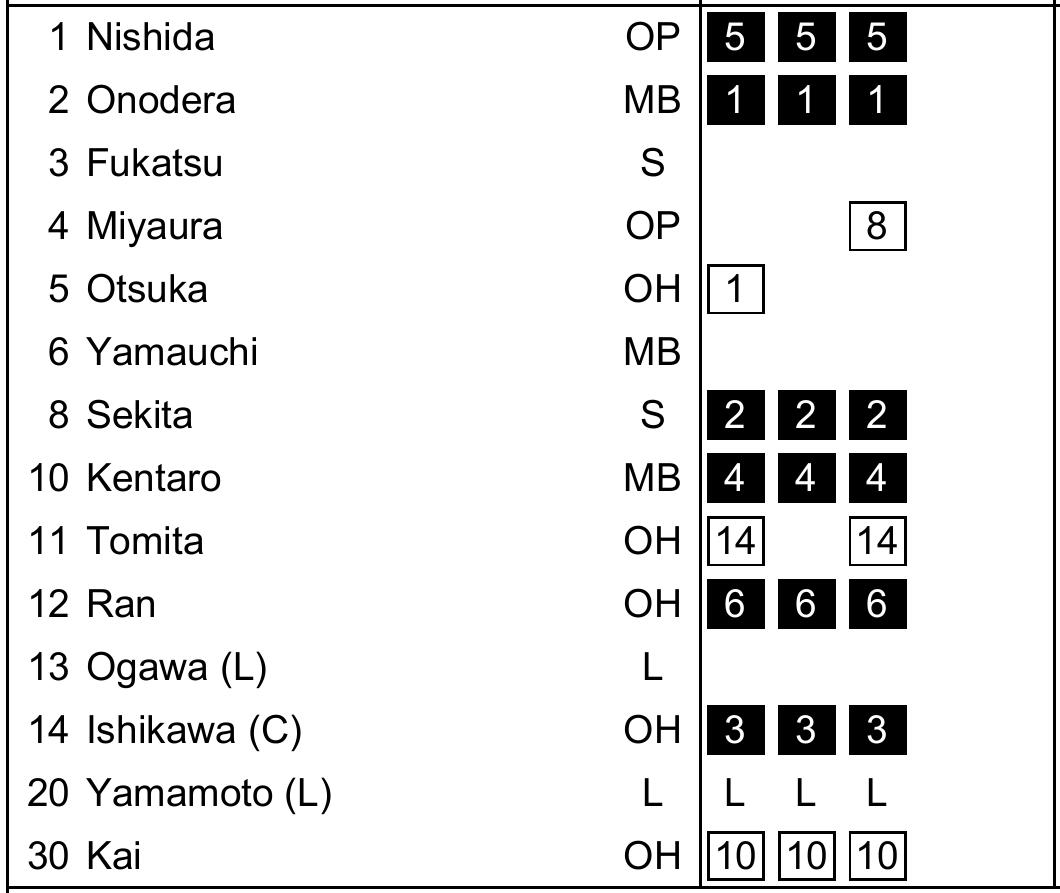 1 Nishida OP 5 5 5
2 Onodera MB 1 1 1
3 Fukatsu S
4 Miyaura OP 8
5 Otsuka OH 1
6 Yamauchi MB
8 Sekita S 2 2 2
10 Kentaro MB 4 4 4
11 Tomita OH 14 14
12 Ran OH 6 6 6
13 Ogawa (L) L
14 Ishikawa (C) OH 3 3 3
20 Yamamoto (L) L L L L
30 Kai OH 10 10 10